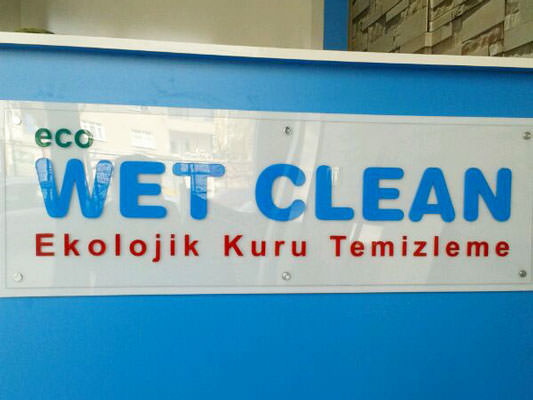 eco
WET CLEAN
Ekolojik Kuru Temizleme